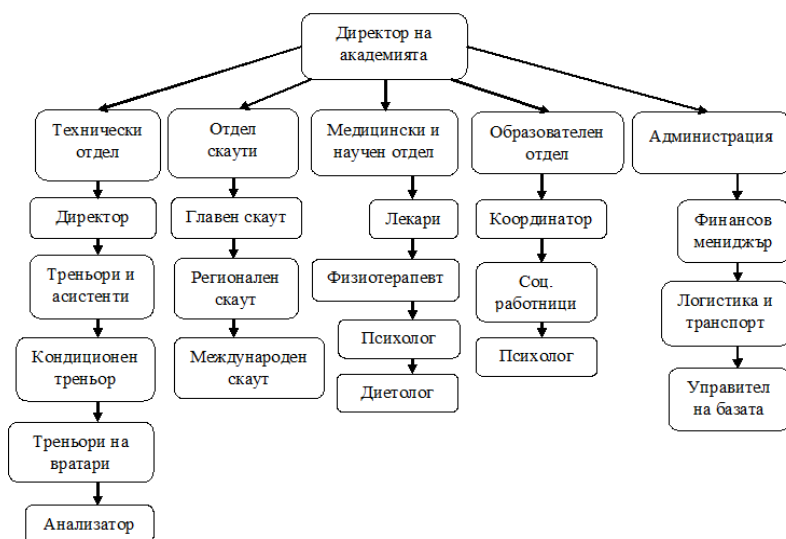 Директор на
академията
Технически
отдел
Отдел
скаути
Медицински и
научен отдел
Образователен
отдел
Администрация
Директор
Главен скаут
Лекари
Координатор
Финансов
мениджър
Треньори и
асистенти
Регионален
скаут
Физиотерапевт
Соц.
работници
Логистика и
транспорт
Кондиционен
треньор
Международен
скаут
Психолог
Психолог
Диетолог
Управител
на базата
Треньори на
вратари
Анализатор